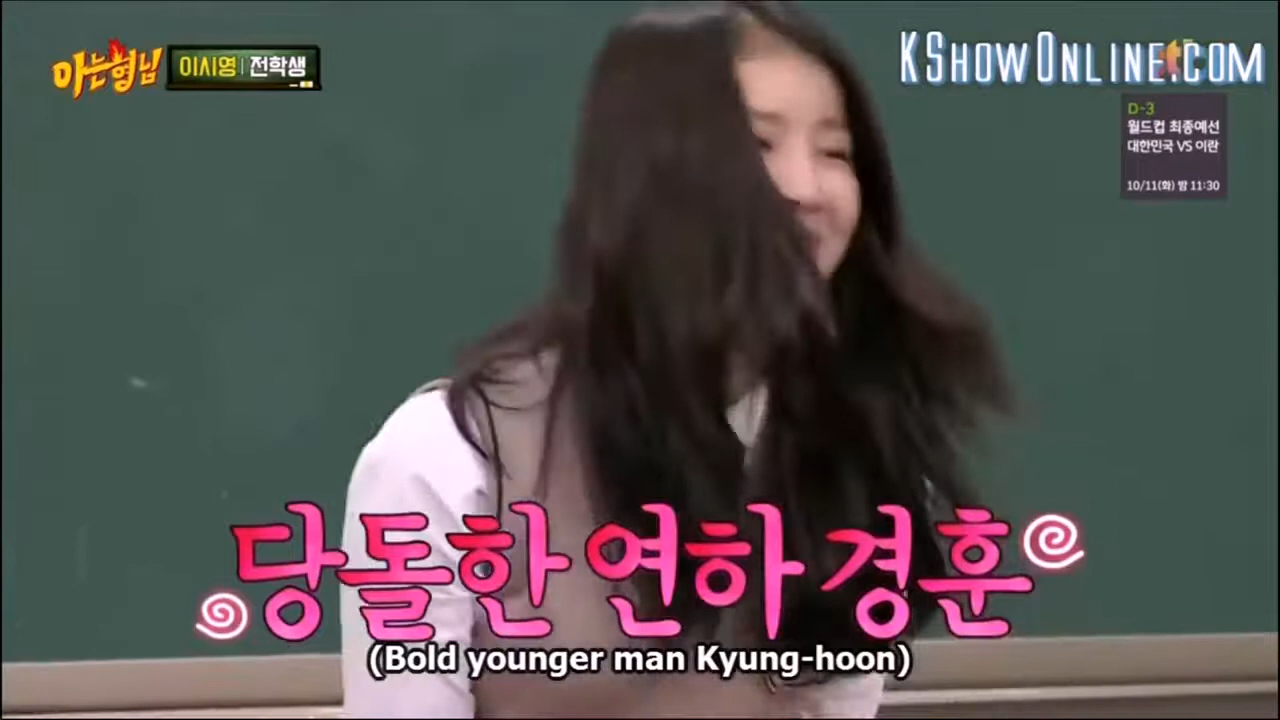 아는형님
이시영 | 전학생
KSHOWONLINE.COM
D-3
월드컵 최종예선
대한민국 VS 이란
10/11(화) 밤 11:30
당돌한 연하 경훈
(Bold younger man Kyung-hoon)